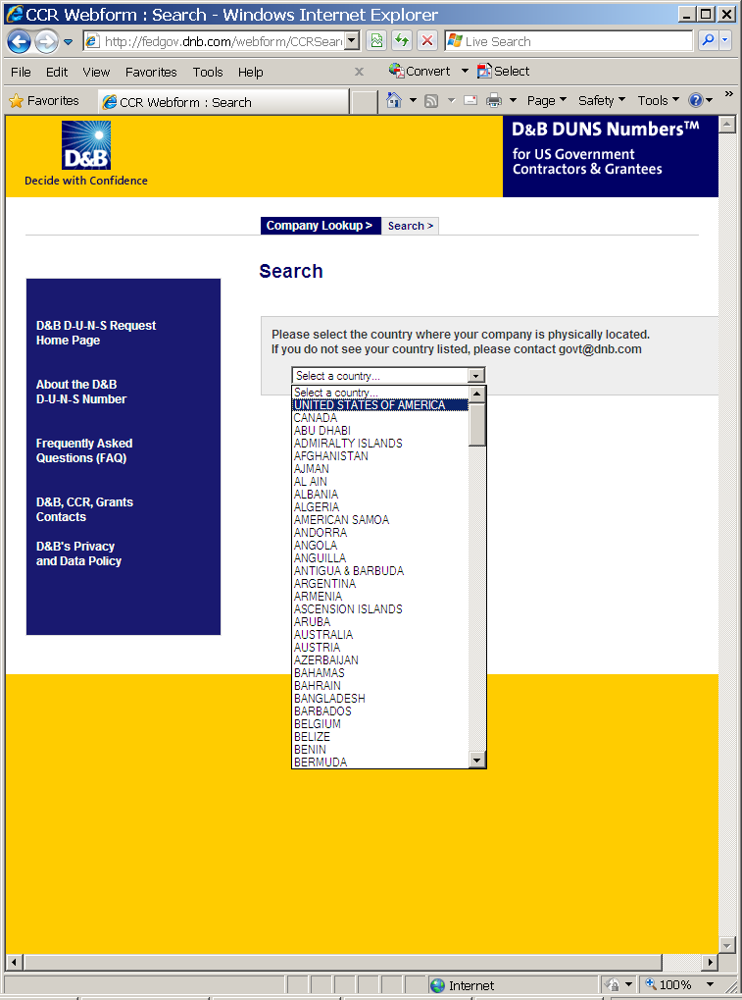 CCR Webform : Search - Windows Internet Explorer
http://fedgov.dnb.com/webform/CCRSearc
Live Search
File Edit View Favorites Tools Help
x
Convert
Select
Favorites
CCR Webform : Search
Page
Safety
Tools
»
D&B
Decide with Confidence
D&B DUNS Numbers™
for US Government
Contractors & Grantees
Company Lookup >
Search >
Search
D&B D-U-N-S Request
Home Page
About the D&B
D-U-N-S Number
Frequently Asked
Questions (FAQ)
D&B, CCR, Grants
Contacts
D&B's Privacy
and Data Policy
Please select the country where your company is physically located.
If you do not see your country listed, please contact govt@dnb.com
Select a country...
Select a country...
UNITED STATES OF AMERICA
CANADA
ABU DHABI
ADMIRALTY ISLANDS
AFGHANISTAN
AJMAN
AL AIN
ALBANIA
ALGERIA
AMERICAN SAMOA
ANDORRA
ANGOLA
ANGUILLA
ANTIGUA & BARBUDA
ARGENTINA
ARMENIA
ASCENSION ISLANDS
ARUBA
AUSTRALIA
AUSTRIA
AZERBAIJAN
BAHAMAS
BAHRAIN
BANGLADESH
BARBADOS
BELGIUM
BELIZE
BENIN
BERMUDA
Internet
100%